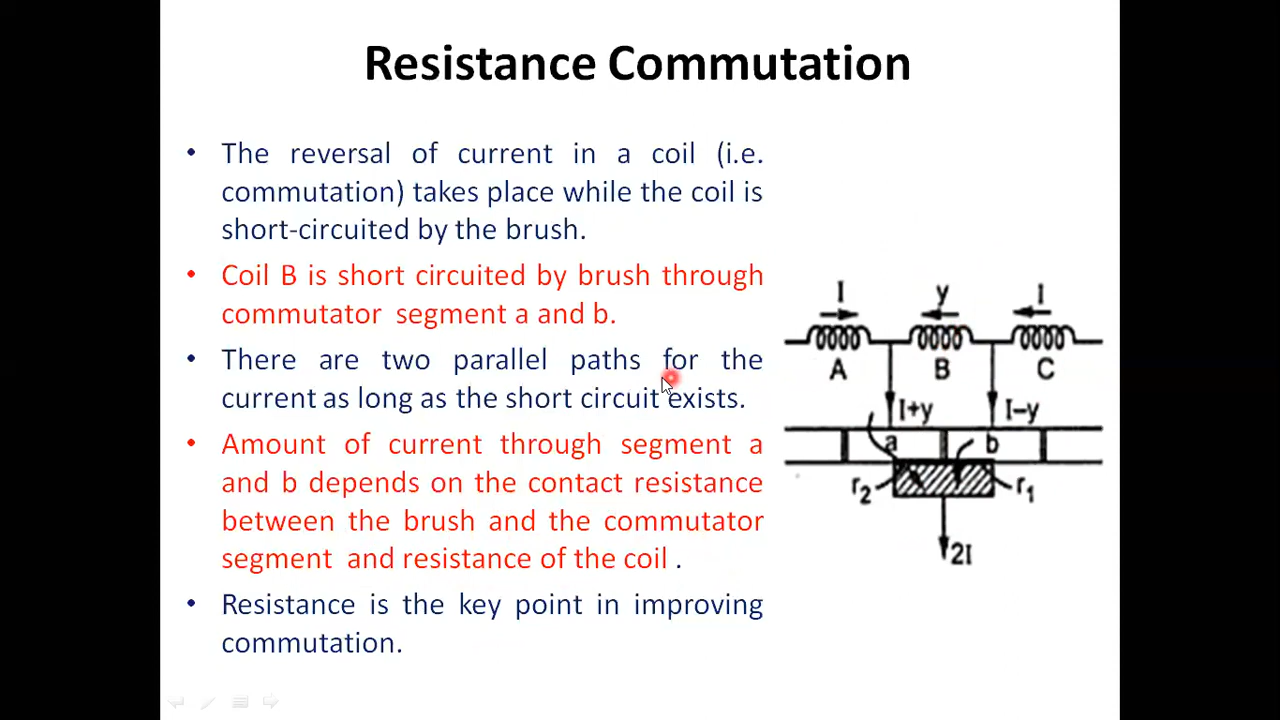 Resistance Commutation
• The reversal of current in a coil (i.e.
commutation) takes place while the coil is
short-circuited by the brush.
• Coil B is short circuited by brush through
commutator segment a and b.
• There are two parallel paths for the
current as long as the short circuit exists.
• Amount of current through segment a
and b depends on the contact resistance
between the brush and the commutator
segment and resistance of the coil .
• Resistance is the key point in improving
commutation.
I y I
A B C
I+y I–y
a b
r₂ r₁
2I